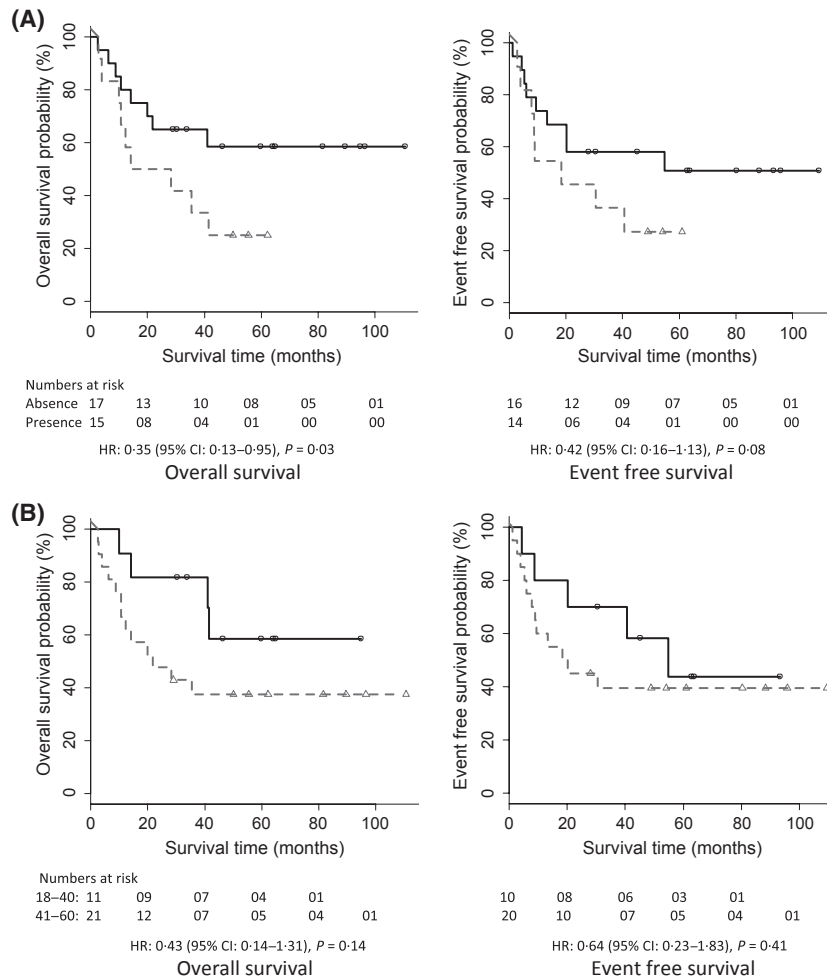 (A)
Overall survival probability (%)
100
80
60
40
20
0
0 20 40 60 80 100
Survival time (months)
Event free survival probability (%)
100
80
60
40
20
0
0 20 40 60 80 100
Survival time (months)
Numbers at risk
Absence 17 13 10 08 05 01
Presence 15 08 04 01 00 00
HR: 0·35 (95% CI: 0·13–0·95), P = 0·03
Overall survival
16 12 09 07 05 01
14 06 04 01 00 00
HR: 0·42 (95% CI: 0·16–1·13), P = 0·08
Event free survival
(B)
Overall survival probability (%)
100
80
60
40
20
0
0 20 40 60 80 100
Survival time (months)
Event free survival probability (%)
100
80
60
40
20
0
0 20 40 60 80 100
Survival time (months)
Numbers at risk
18–40: 11 09 07 04 01
41–60: 21 12 07 05 04 01
HR: 0·43 (95% CI: 0·14–1·31), P = 0·14
Overall survival
10 08 06 03 01
20 10 07 05 04 01
HR: 0·64 (95% CI: 0·23–1·83), P = 0·41
Event free survival